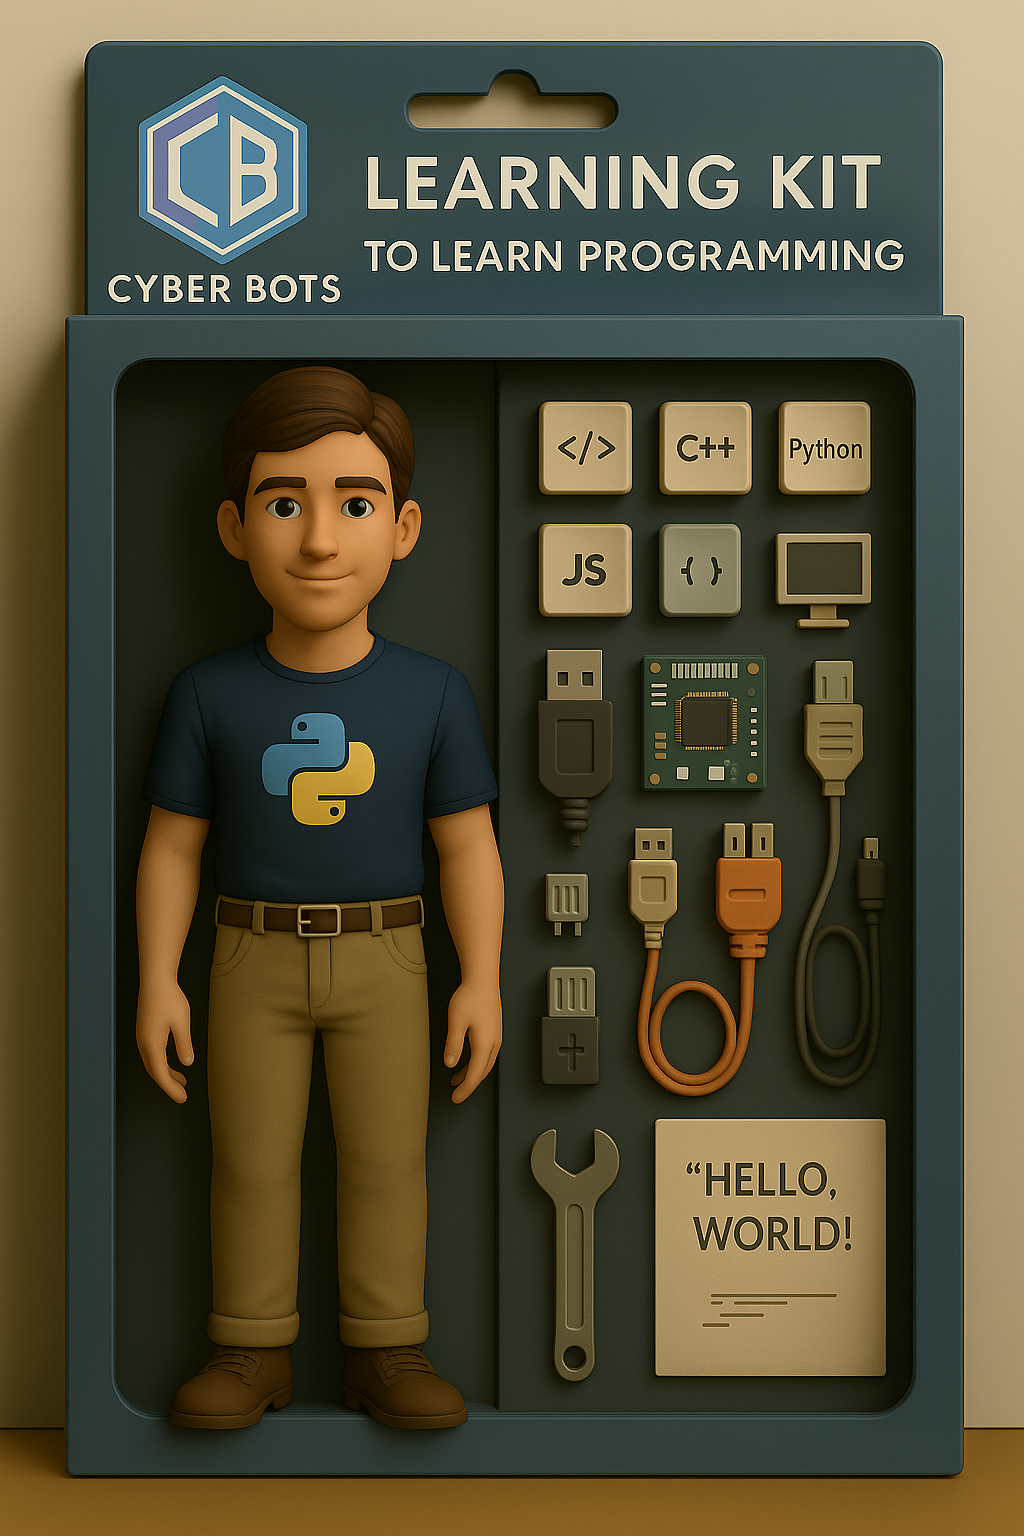 CB
CYBER BOTS
LEARNING KIT
TO LEARN PROGRAMMING
</>
C++
Python
JS
{ }
“HELLO,
WORLD!